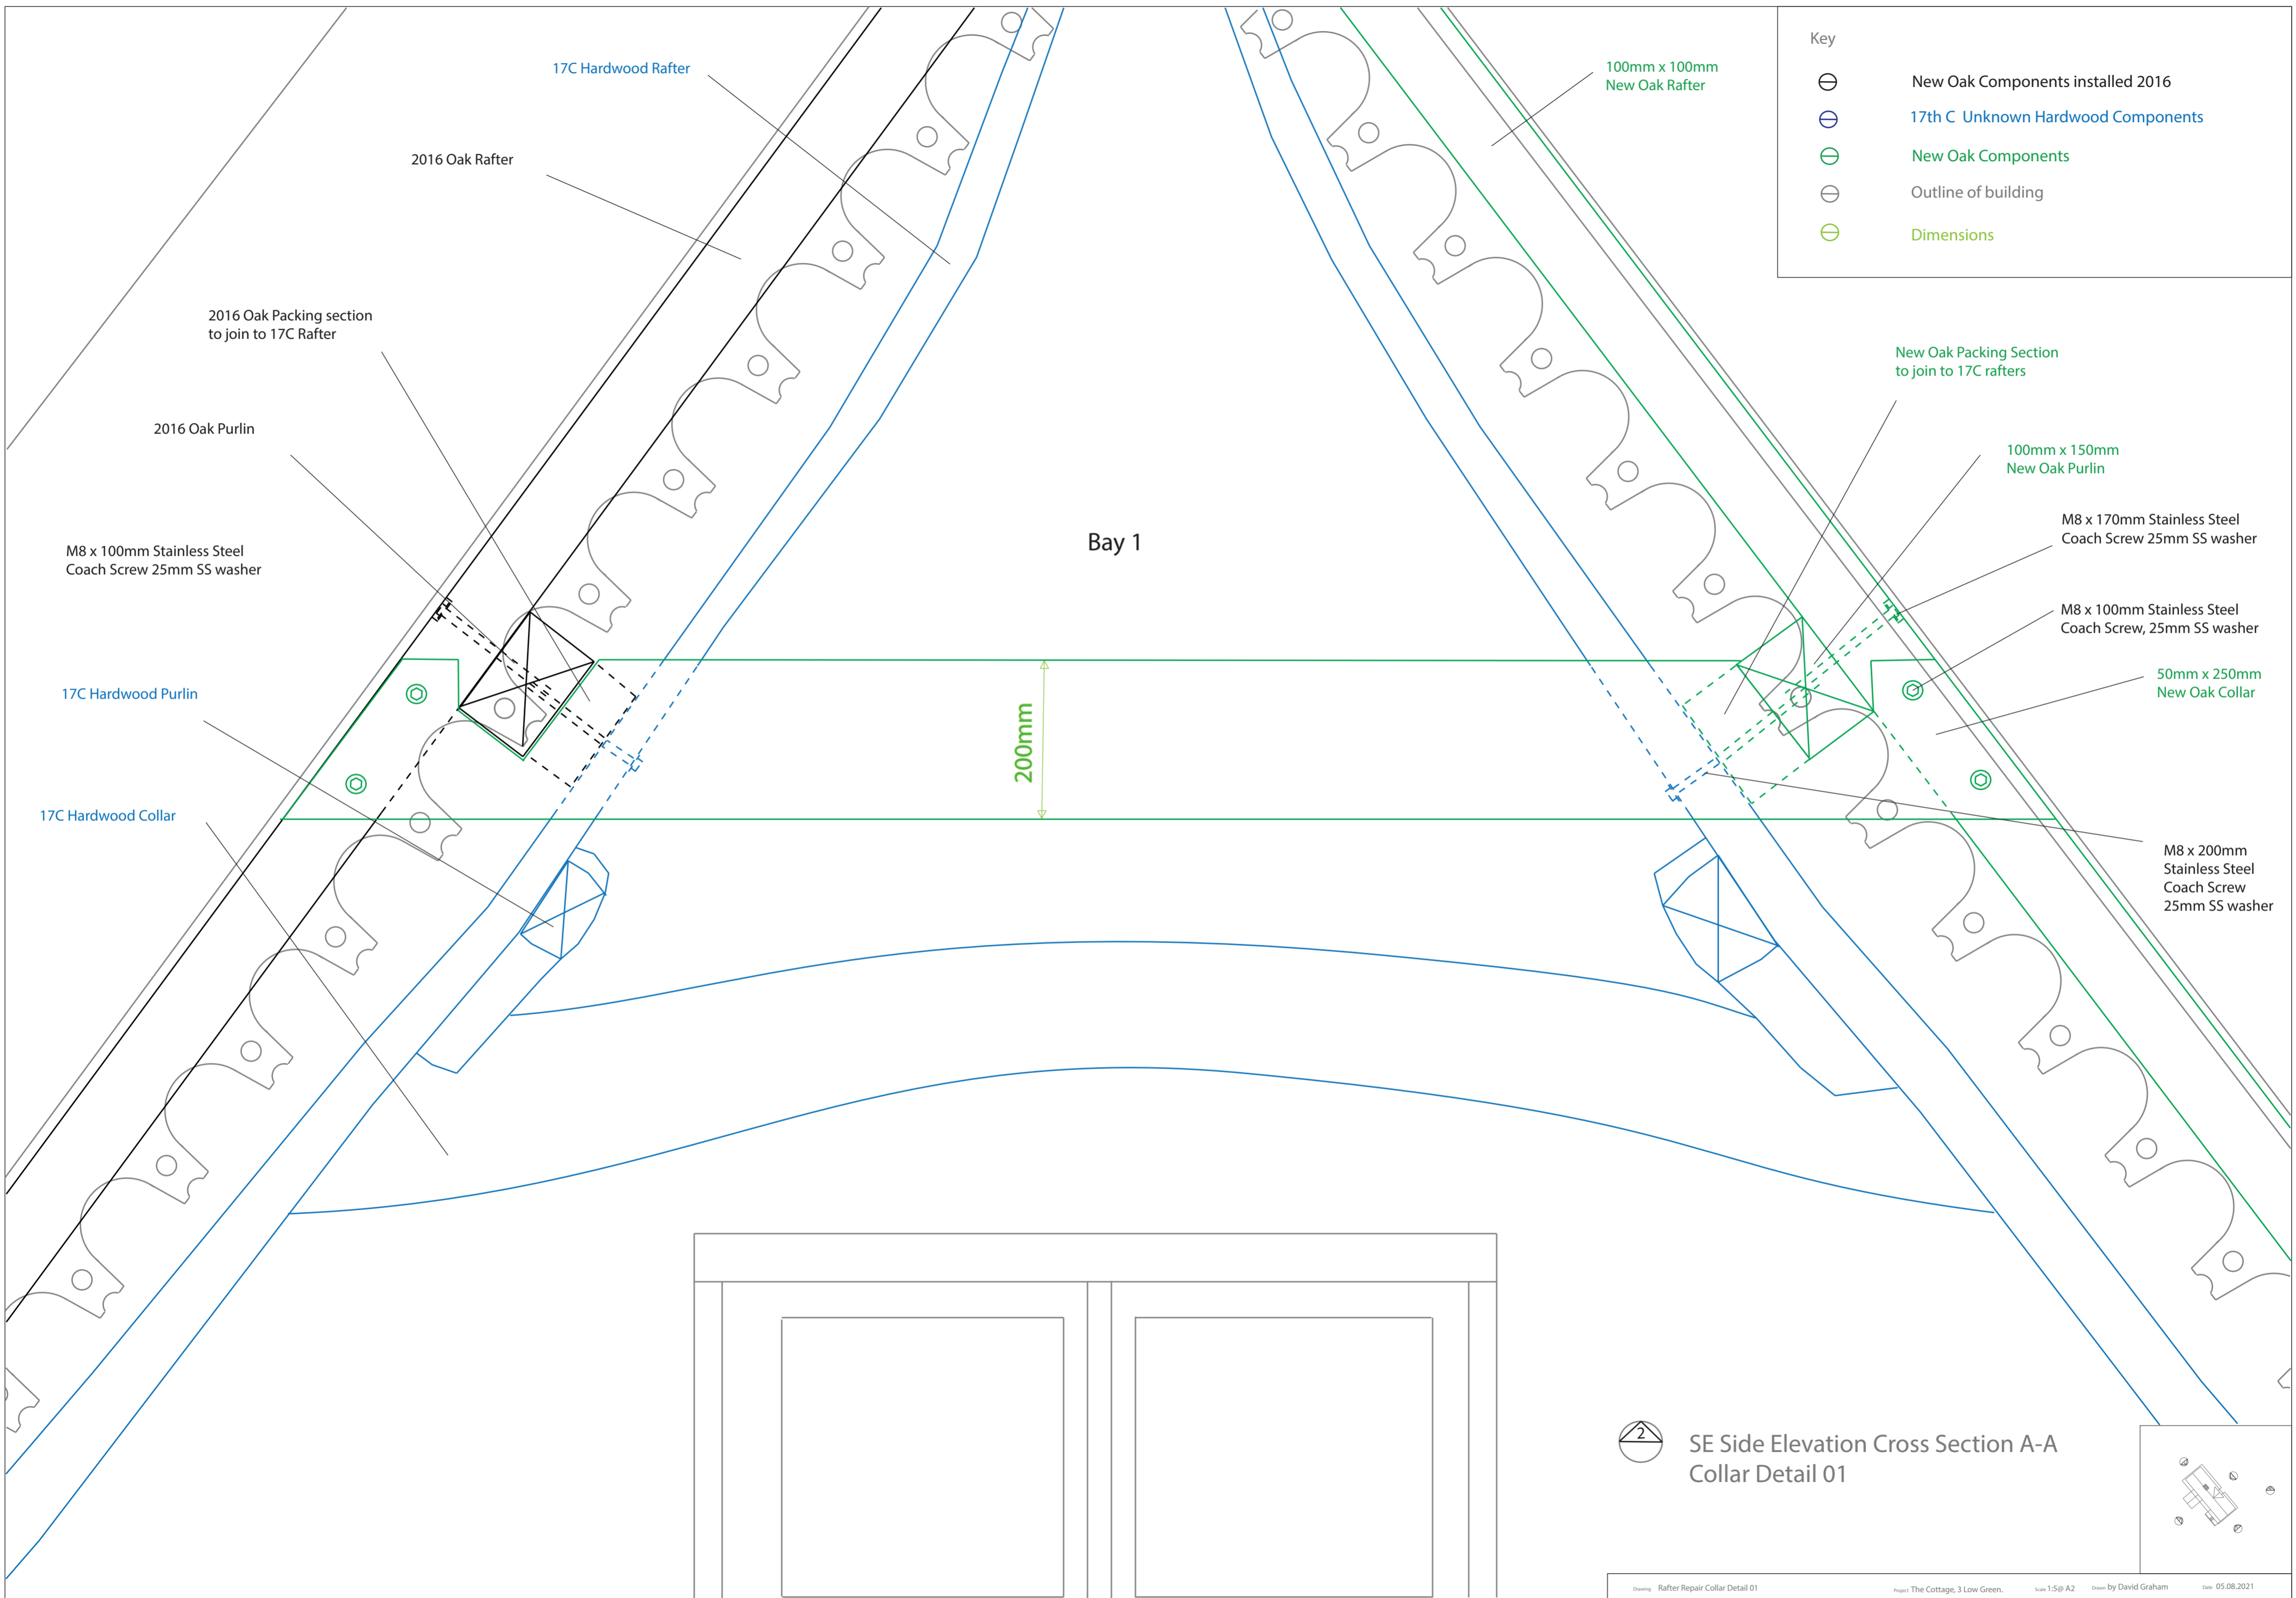 Key
New Oak Components installed 2016
17th C  Unknown Hardwood Components
New Oak Components
Outline of building
Dimensions
17C Hardwood Rafter
2016 Oak Rafter
2016 Oak Packing section
to join to 17C Rafter
2016 Oak Purlin
M8 x 100mm Stainless Steel
Coach Screw 25mm SS washer
17C Hardwood Purlin
17C Hardwood Collar
Bay 1
200mm
100mm x 100mm
New Oak Rafter
New Oak Packing Section
to join to 17C rafters
100mm x 150mm
New Oak Purlin
M8 x 170mm Stainless Steel
Coach Screw 25mm SS washer
M8 x 100mm Stainless Steel
Coach Screw, 25mm SS washer
50mm x 250mm
New Oak Collar
M8 x 200mm
Stainless Steel
Coach Screw
25mm SS washer
2
SE Side Elevation Cross Section A-A
Collar Detail 01
Drawing Rafter Repair Collar Detail 01 Project The Cottage, 3 Low Green. Scale 1:5@ A2 Drawn by David Graham Date 05.08.2021